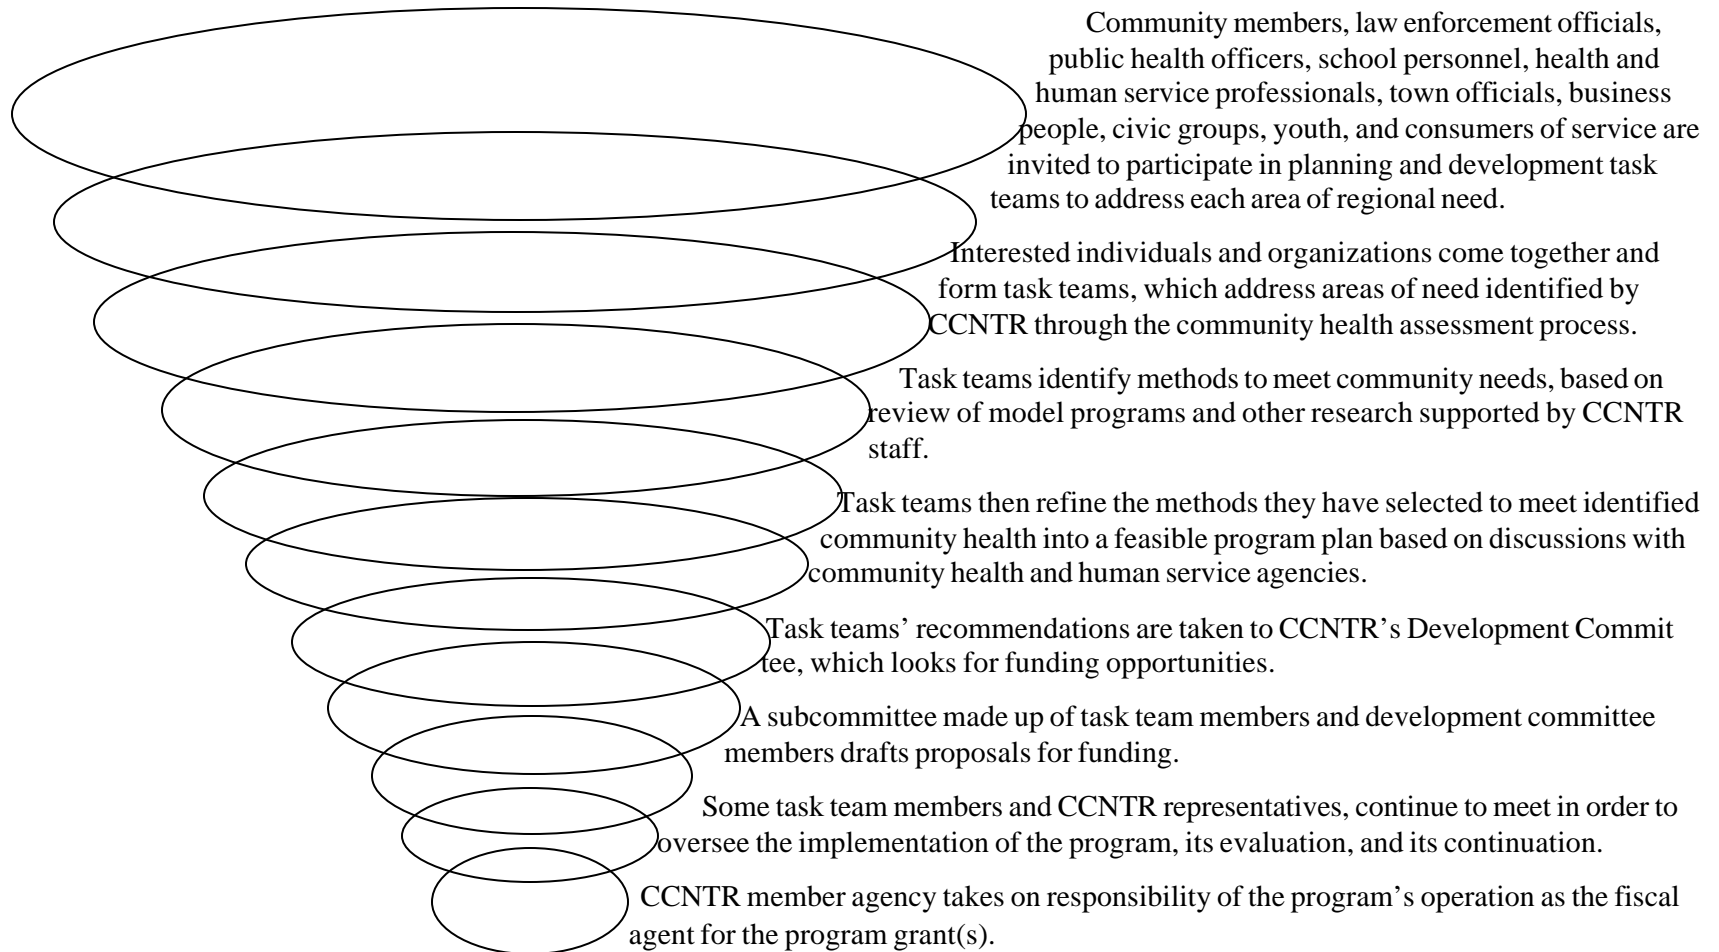 Community members, law enforcement officials,
public health officers, school personnel, health and
human service professionals, town officials, business
people, civic groups, youth, and consumers of service are
invited to participate in planning and development task
teams to address each area of regional need.
Interested individuals and organizations come together and
form task teams, which address areas of need identified by
CCNTR through the community health assessment process.
Task teams identify methods to meet community needs, based on
review of model programs and other research supported by CCNTR
staff.
Task teams then refine the methods they have selected to meet identified
community health into a feasible program plan based on discussions with
community health and human service agencies.
Task teams’ recommendations are taken to CCNTR’s Development Commit
tee, which looks for funding opportunities.
A subcommittee made up of task team members and development committee
members drafts proposals for funding.
Some task team members and CCNTR representatives, continue to meet in order to
oversee the implementation of the program, its evaluation, and its continuation.
CCNTR member agency takes on responsibility of the program’s operation as the fiscal
agent for the program grant(s).